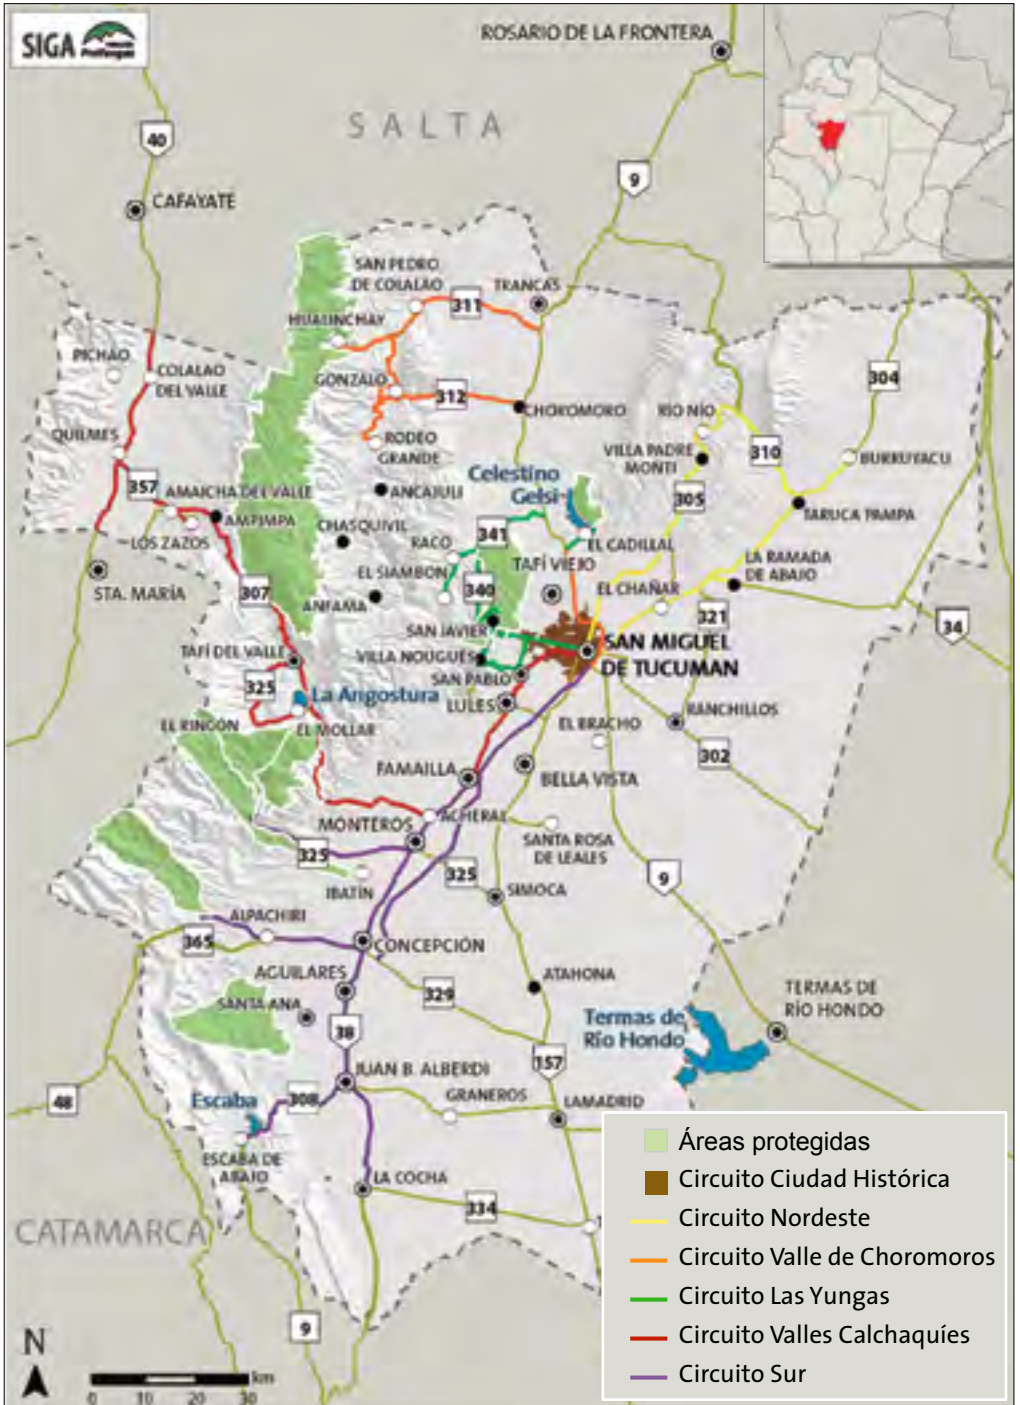 SIGA
ROSARIO DE LA FRONTERA
SALTA
40
9
CAFAYATE
SAN PEDRO
DE COLALAO
TRANCAS
311
HUALINCHAY
PICHAO
COLALAO
DEL VALLE
GONZALO
312
CHOROMORO
304
RÍO NÍO
QUILMES
RODEO
GRANDE
VILLA PADRE
MONTI
310
BURRUYACU
357
AMAICHA DEL VALLE
ANCAJULI
Celestino
Gelsi
305
AMPIMPA
TARUCA PAMPA
LOS ZAZOS
CHASQUIVIL
RACO
341
EL CADILLAL
TAFÍ VIEJO
LA RAMADA
DE ABAJO
STA. MARÍA
307
EL SIAMBON
340
EL CHAÑAR
ANFAMA
321
34
SAN JAVIER
SAN MIGUEL
DE TUCUMAN
TAFÍ DEL VALLE
VILLA NOUGUES
SAN PABLO
325
La Angostura
LULES
RANCHILLOS
EL RINCON
EL MOLLAR
EL BRACHO
302
FAMAILLA
BELLA VISTA
ACHERAL
MONTEROS
SANTA ROSA
DE LEALES
325
325
9
IBATÍN
SIMOCA
ALPACHIRI
365
CONCEPCIÓN
AGUILARES
329
ATAHONA
TERMAS DE
RÍO HONDO
SANTA ANA
Termas de
Río Hondo
38
157
JUAN B. ALBERDI
48
Escaba
308
GRANEROS
LAMADRID
ESCABA DE
ABAJO
LA COCHA
334
CATAMARCA
9
N
km
0 10 20 30
Áreas protegidas
Circuito Ciudad Histórica
Circuito Nordeste
Circuito Valle de Choromoros
Circuito Las Yungas
Circuito Valles Calchaquíes
Circuito Sur